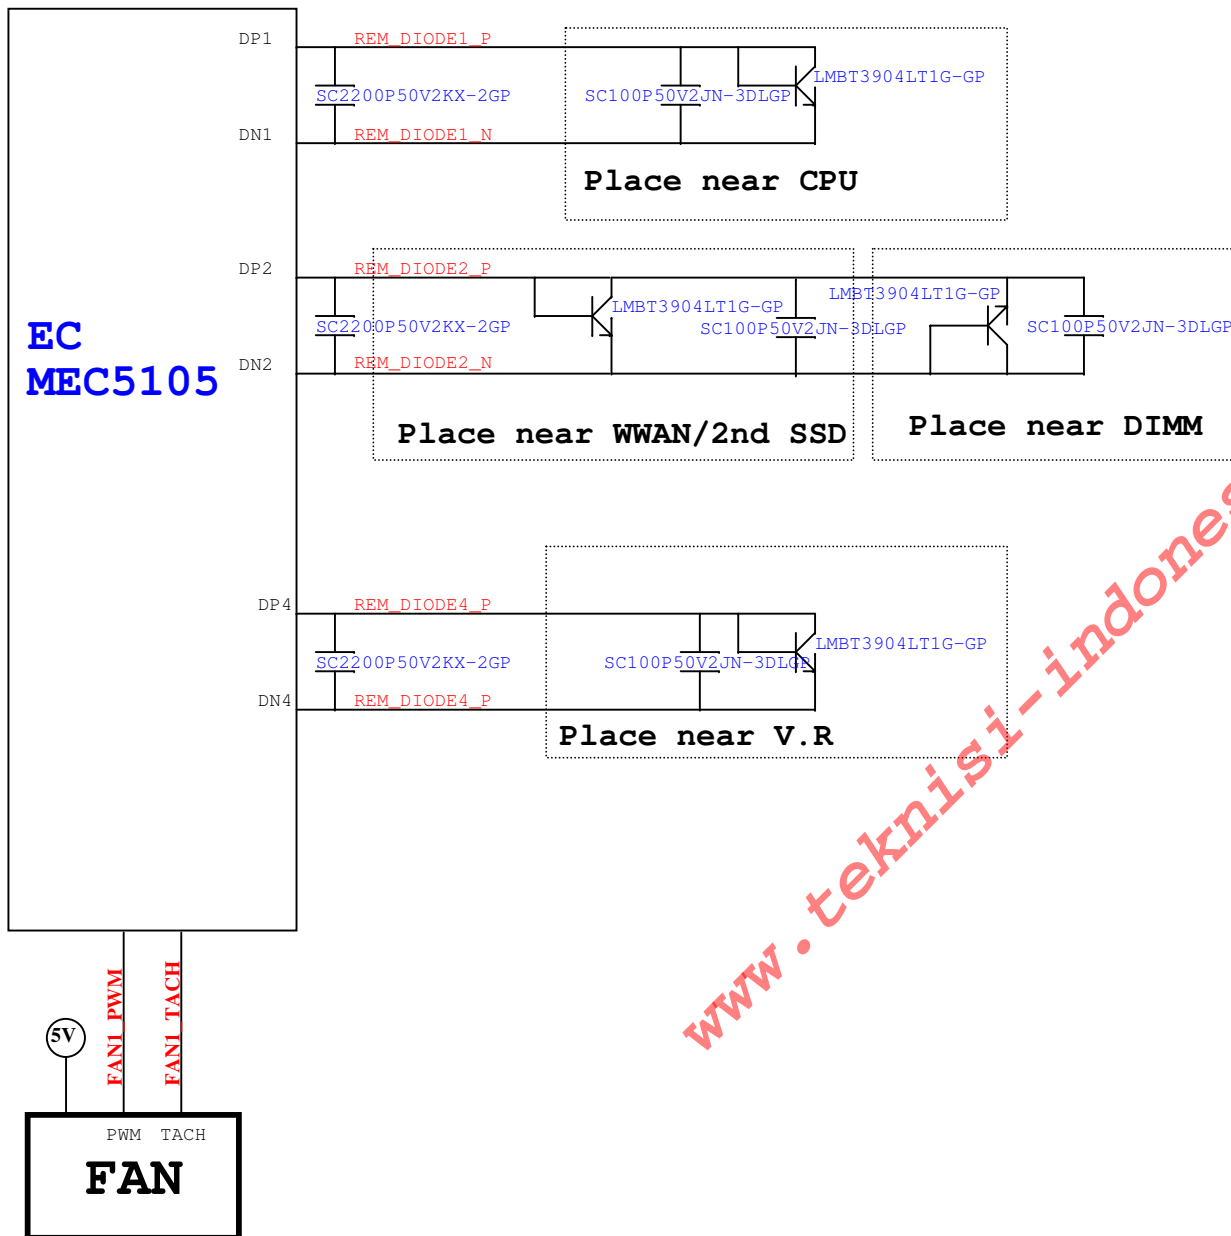 DP1
REM_DIODE1_P
LMBT3904LT1G-GP
SC2200P50V2KX-2GP
SC100P50V2JN-3DLGP
DN1
REM_DIODE1_N
Place near CPU
DP2
REM_DIODE2_P
LMBT3904LT1G-GP
LMBT3904LT1G-GP
SC2200P50V2KX-2GP
SC100P50V2JN-3DLGP
SC100P50V2JN-3DLGP
EC
MEC5105
DN2
REM_DIODE2_N
Place near WWAN/2nd SSD
Place near DIMM
DP4
REM_DIODE4_P
LMBT3904LT1G-GP
SC2200P50V2KX-2GP
SC100P50V2JN-3DLGP
DN4
REM_DIODE4_P
Place near V.R
www.teknisi-indones
FAN1_PWM
FAN1_TACH
5V
PWM TACH
FAN